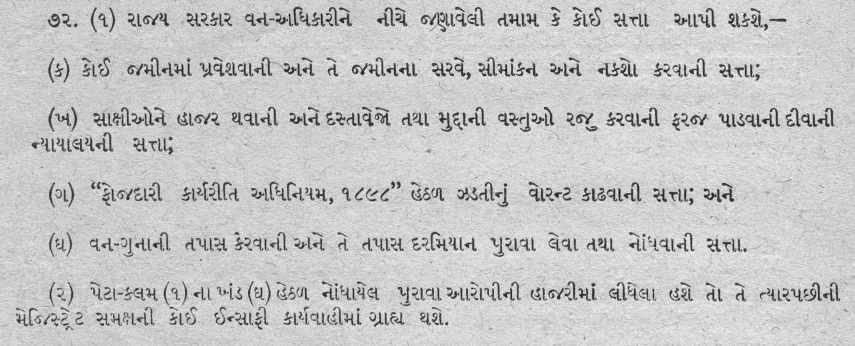 ૭૨. (૧) રાજ્ય સરકાર વન-અધિકારીને નીચે જણાવેલી તમામ કે કોઈ સત્તા આપી શકશે,—
(ક) કોઈ જમીનમાં પ્રવેશવાની અને તે જમીનના સરવે, સીમાંકન અને નકશો કરવાની સત્તા;
(ખ) સાક્ષીઓને હાજર થવાની અને દસ્તાવેજો તથા મુદ્દાની વસ્તુઓ રજુ કરવાની ફરજ પાડવાની દીવાની
ન્યાયાલયની સત્તા;
(ગ) “ફોજદારી કાર્યરીતિ અધિનિયમ, ૧૮૯૮” હેઠળ ઝડતીનું વોરન્ટ કાઢવાની સત્તા; અને
(ઘ) વન-ગુનાની તપાસ કરવાની અને તે તપાસ દરમિયાન પુરાવા લેવા તથા નોંધવાની સત્તા.
(૨) પેટા-કલમ (૧) ના ખંડ (ઘ) હેઠળ નોંધાયેલ પુરાવા આરોપીની હાજરીમાં લીધેલા હશે તો તે ત્યારપછીની
મેજિસ્ટ્રેટ સમક્ષની કોઈ ઈન્સાફી કાર્યવાહીમાં ગ્રાહ્ય થશે.